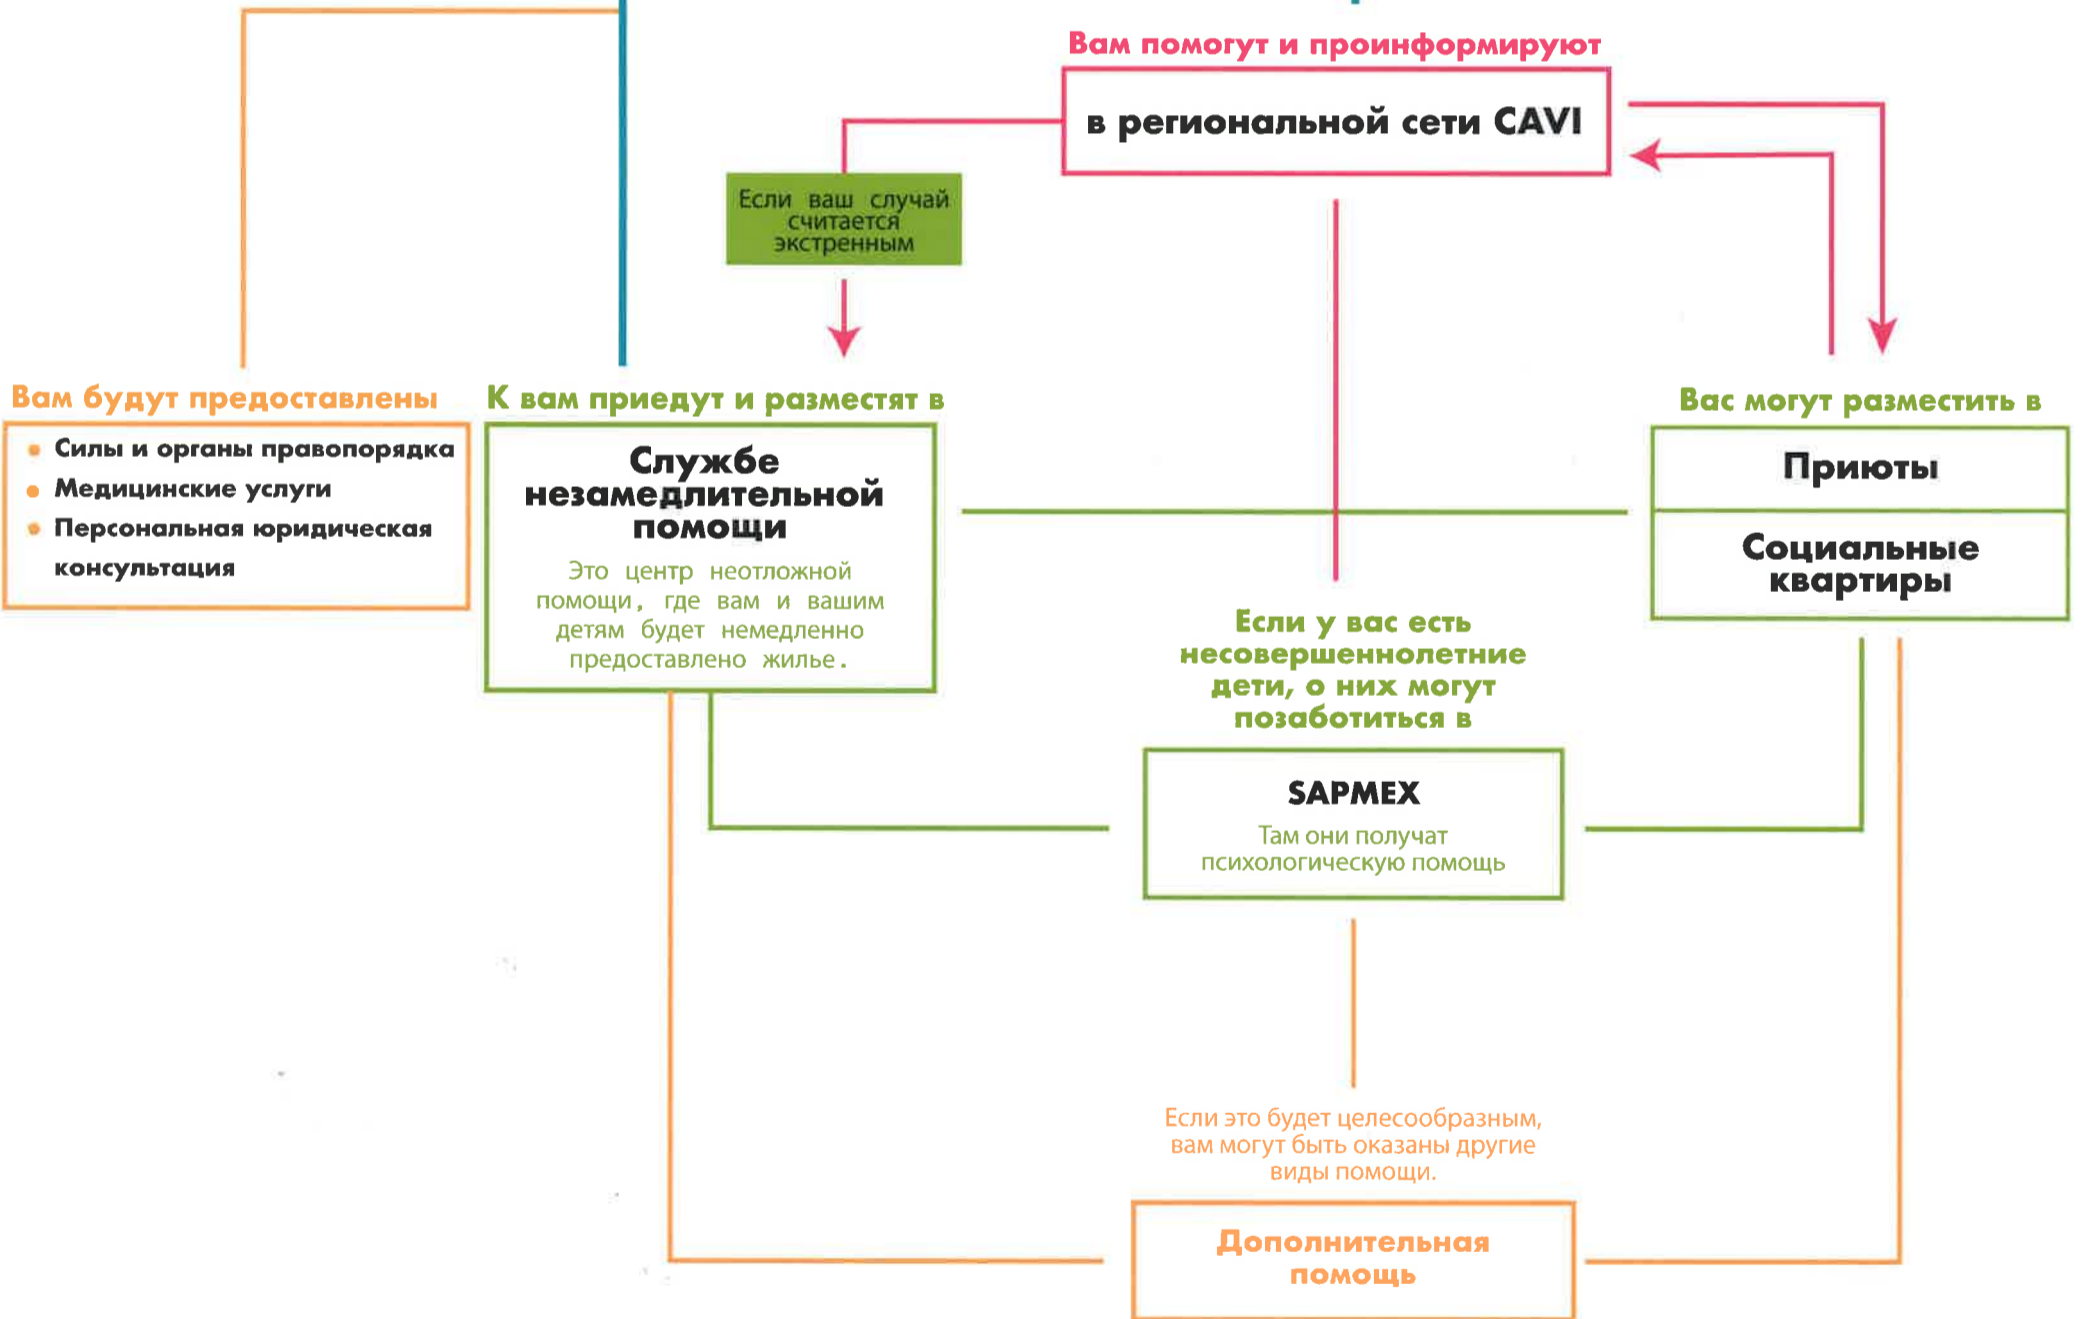 Вам помогут и проинформируют
в региональной сети CAVI
Если ваш случай
считается
экстренным
Вам будут предоставлены
• Силы и органы правопорядка
• Медицинские услуги
• Персональная юридическая
консультация
К вам приедут и разместят в
Службе
незамедлительной
помощи
Это центр неотложной
помощи, где вам и вашим
детям будет немедленно
предоставлено жилье.
Вас могут разместить в
Приюты
Социальные
квартиры
Если у вас есть
несовершеннолетние
дети, о них могут
позаботиться в
SAPMEX
Там они получат
психологическую помощь
Если это будет целесообразным,
вам могут быть оказаны другие
виды помощи.
Дополнительная
помощь